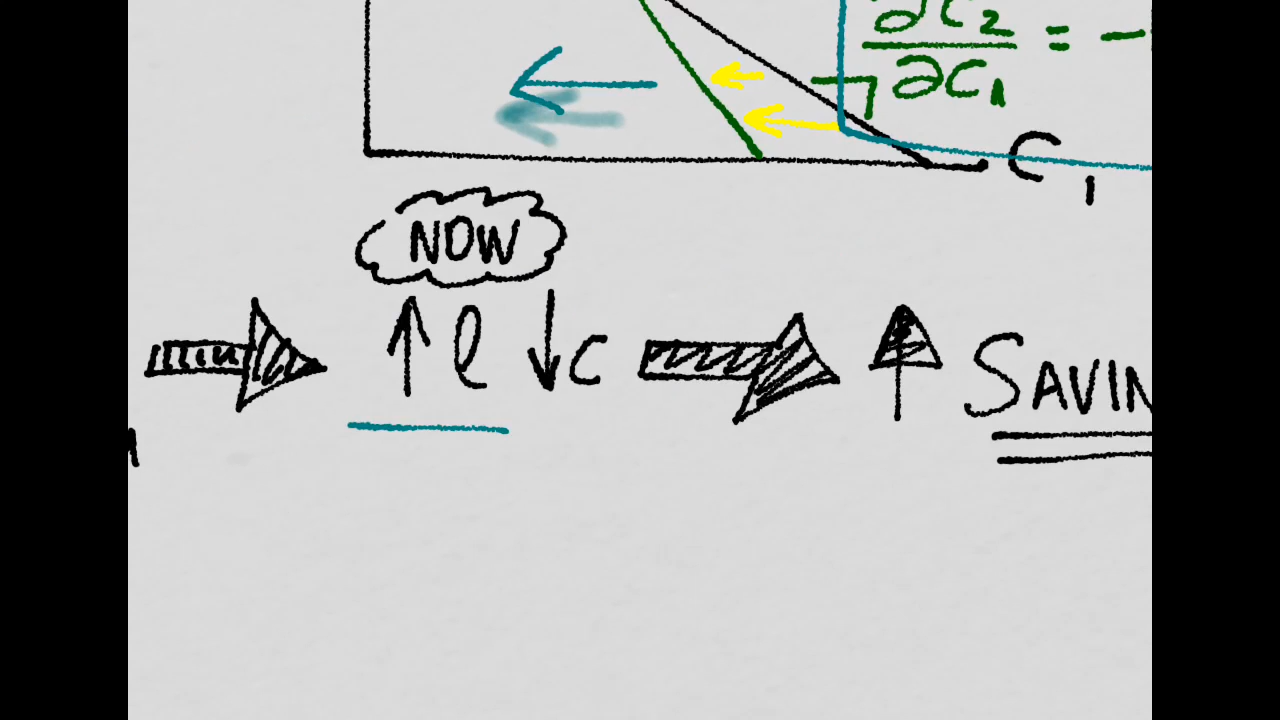 ∂C2/∂C1 = -
C1
NOW
↑ l ↓ c ↑ SAVIN